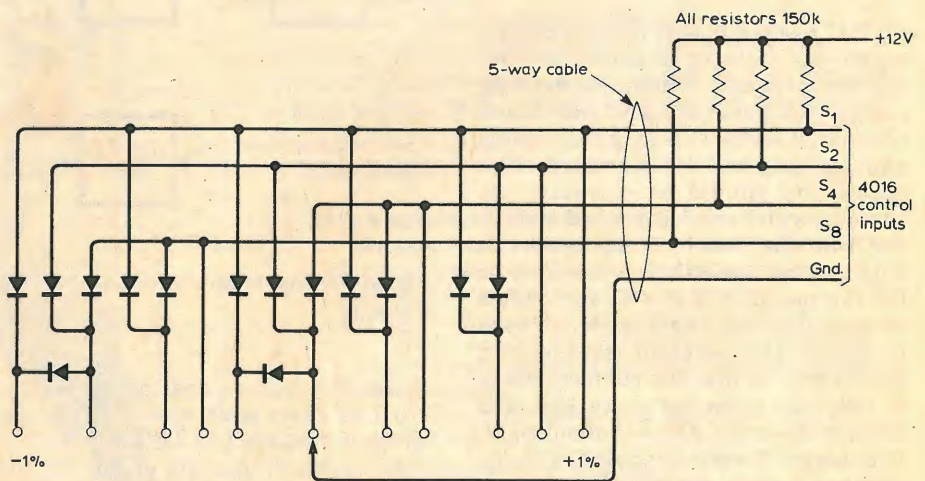 All resistors 150k
+12V
5-way cable
S1
S2
S4
S8
Gnd.
4016
control
inputs
-1%
+1%